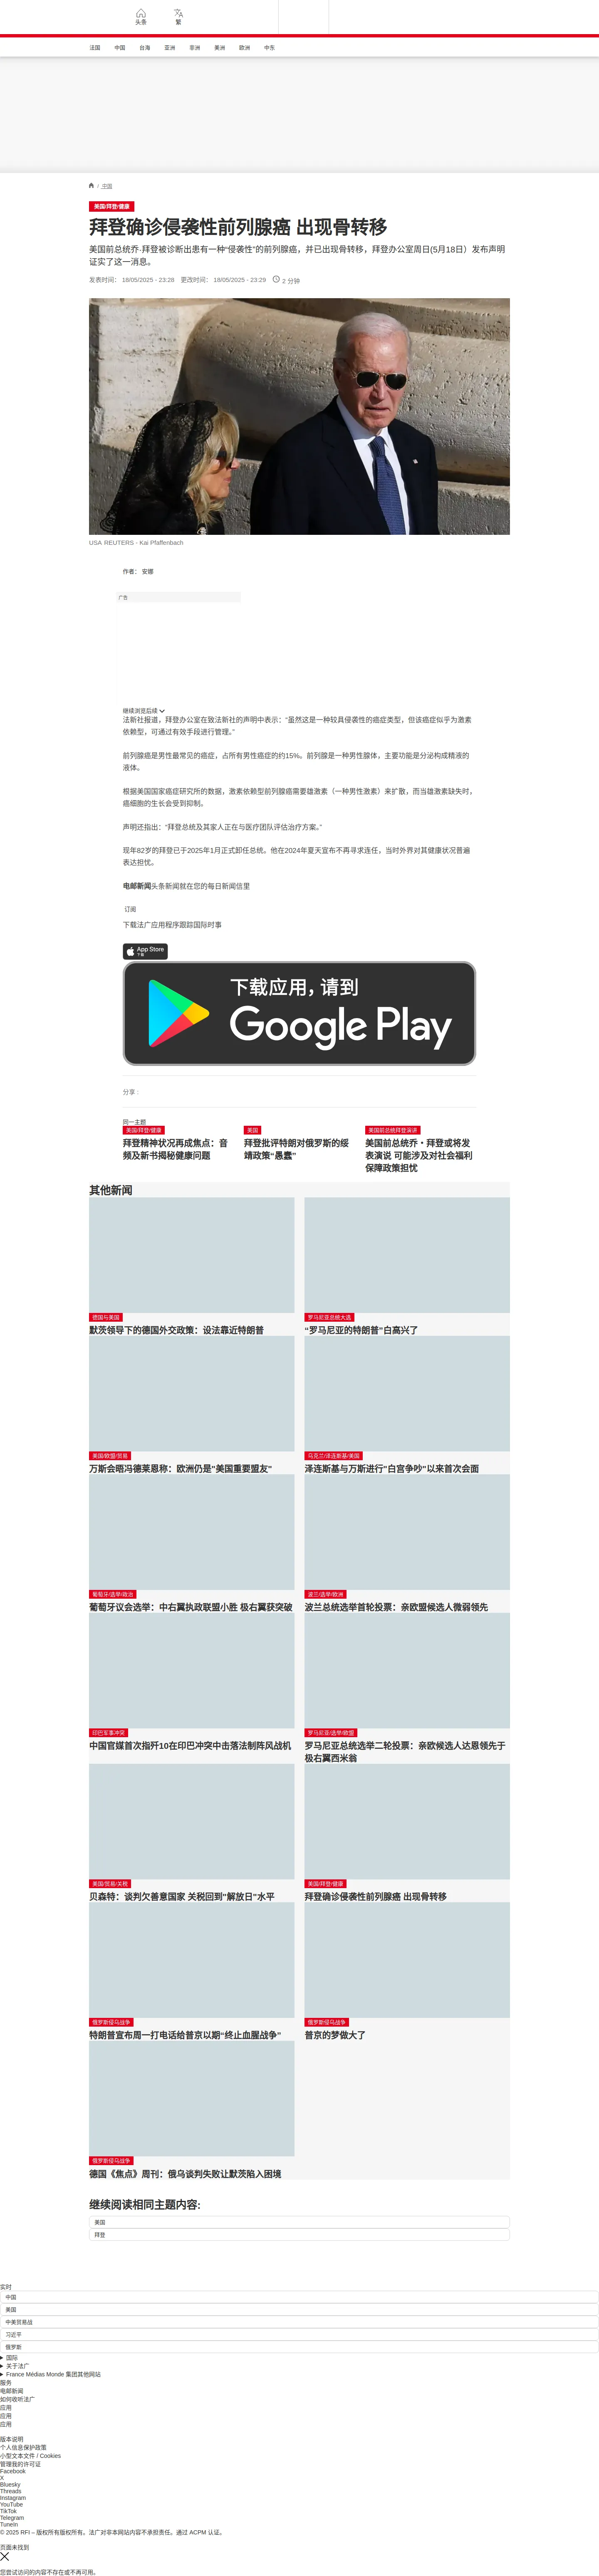 头条
繁
法国
中国
台海
亚洲
非洲
美洲
欧洲
中东
/ 中国
美国/拜登/健康
拜登确诊侵袭性前列腺癌 出现骨转移
美国前总统乔·拜登被诊断出患有一种“侵袭性”的前列腺癌，并已出现骨转移，拜登办公室周日(5月18日）发布声明
证实了这一消息。
发表时间： 18/05/2025 - 23:28 更改时间： 18/05/2025 - 23:29 2 分钟
USA REUTERS - Kai Pfaffenbach
作者： 安娜
广告
继续浏览后续
法新社报道，拜登办公室在致法新社的声明中表示：“虽然这是一种较具侵袭性的癌症类型，但该癌症似乎为激素
依赖型，可通过有效手段进行管理。”
前列腺癌是男性最常见的癌症，占所有男性癌症的约15%。前列腺是一种男性腺体，主要功能是分泌构成精液的
液体。
根据美国国家癌症研究所的数据，激素依赖型前列腺癌需要雄激素（一种男性激素）来扩散，而当雄激素缺失时，
癌细胞的生长会受到抑制。
声明还指出：“拜登总统及其家人正在与医疗团队评估治疗方案。”
现年82岁的拜登已于2025年1月正式卸任总统。他在2024年夏天宣布不再寻求连任，当时外界对其健康状况普遍
表达担忧。
电邮新闻头条新闻就在您的每日新闻信里
订阅
下载法广应用程序跟踪国际时事
App Store
下载
下载应用，请到
Google Play
分享 :
同一主题
美国/拜登/健康
拜登精神状况再成焦点：音
频及新书揭秘健康问题
美国
拜登批评特朗对俄罗斯的绥
靖政策“愚蠢”
美国前总统拜登演讲
美国前总统乔・拜登或将发
表演说 可能涉及对社会福利
保障政策担忧
其他新闻
德国与美国
默茨领导下的德国外交政策：设法靠近特朗普
罗马尼亚总统大选
“罗马尼亚的特朗普”白高兴了
美国/欧盟/贸易
万斯会晤冯德莱恩称：欧洲仍是"美国重要盟友"
乌克兰/泽连斯基/美国
泽连斯基与万斯进行"白宫争吵"以来首次会面
葡萄牙/选举/政治
葡萄牙议会选举：中右翼执政联盟小胜 极右翼获突破
波兰/选举/欧洲
波兰总统选举首轮投票：亲欧盟候选人微弱领先
印巴军事冲突
中国官媒首次指歼10在印巴冲突中击落法制阵风战机
罗马尼亚/选举/欧盟
罗马尼亚总统选举二轮投票：亲欧候选人达恩领先于
极右翼西米翁
美国/贸易/关税
贝森特：谈判欠善意国家 关税回到"解放日"水平
美国/拜登/健康
拜登确诊侵袭性前列腺癌 出现骨转移
俄罗斯侵乌战争
特朗普宣布周一打电话给普京以期“终止血腥战争”
俄罗斯侵乌战争
普京的梦做大了
俄罗斯侵乌战争
德国《焦点》周刊：俄乌谈判失败让默茨陷入困境
继续阅读相同主题内容:
美国
拜登
实时
中国
美国
中美贸易战
习近平
俄罗斯
国际
关于法广
France Médias Monde 集团其他网站
服务
电邮新闻
如何收听法广
应用
应用
应用
版本说明
个人信息保护政策
小型文本文件 / Cookies
管理我的许可证
Facebook
X
Bluesky
Threads
Instagram
YouTube
TikTok
Telegram
TuneIn
© 2025 RFI – 版权所有版权所有。法广对非本网站内容不承担责任。通过 ACPM 认证。
页面未找到
您尝试访问的内容不存在或不再可用。